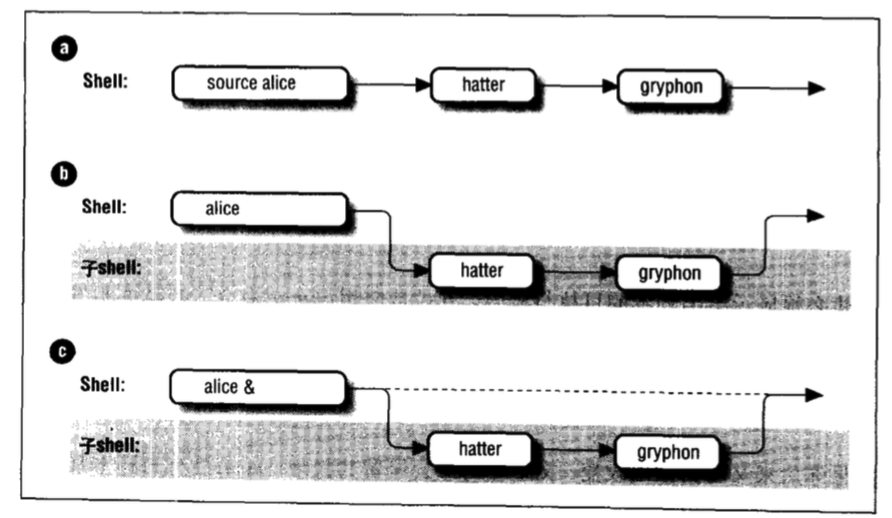 a
Shell: source alice hatter gryphon
b
Shell: alice
子shell: hatter gryphon
c
Shell: alice &
子shell: hatter gryphon